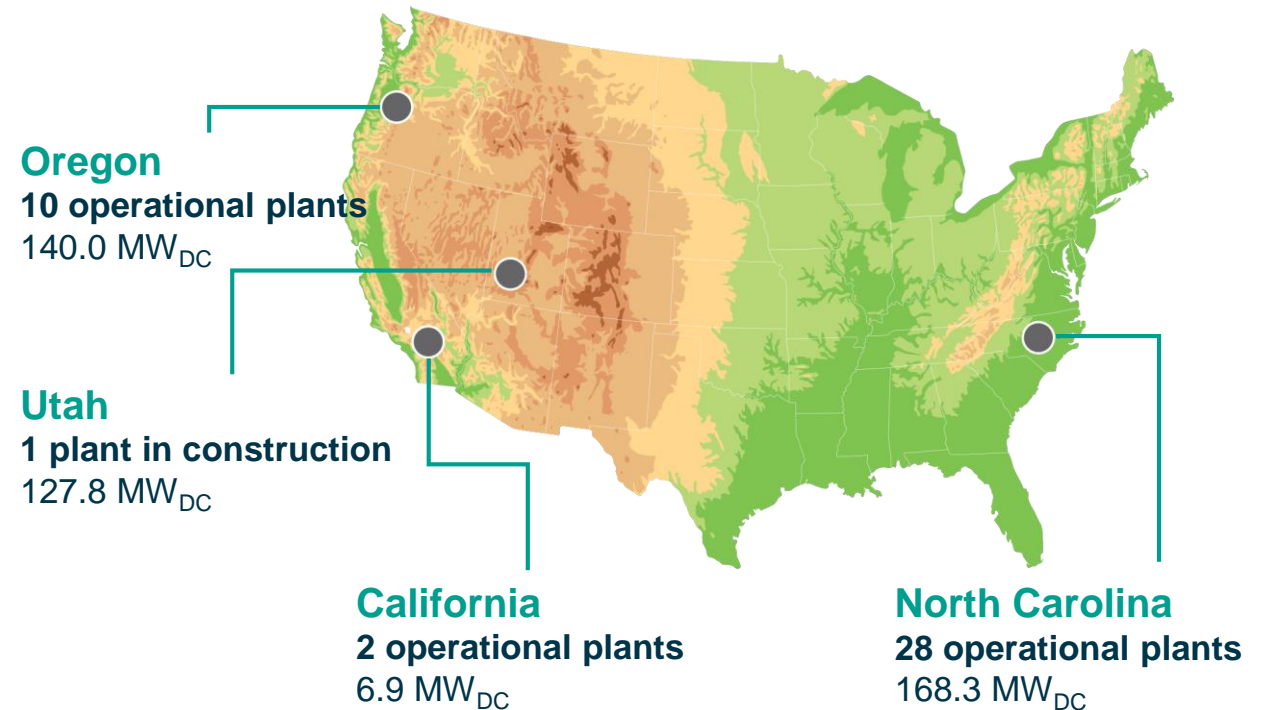 Oregon
10 operational plants
140.0 MWDC
Utah
1 plant in construction
127.8 MWDC
California
2 operational plants
6.9 MWDC
North Carolina
28 operational plants
168.3 MWDC